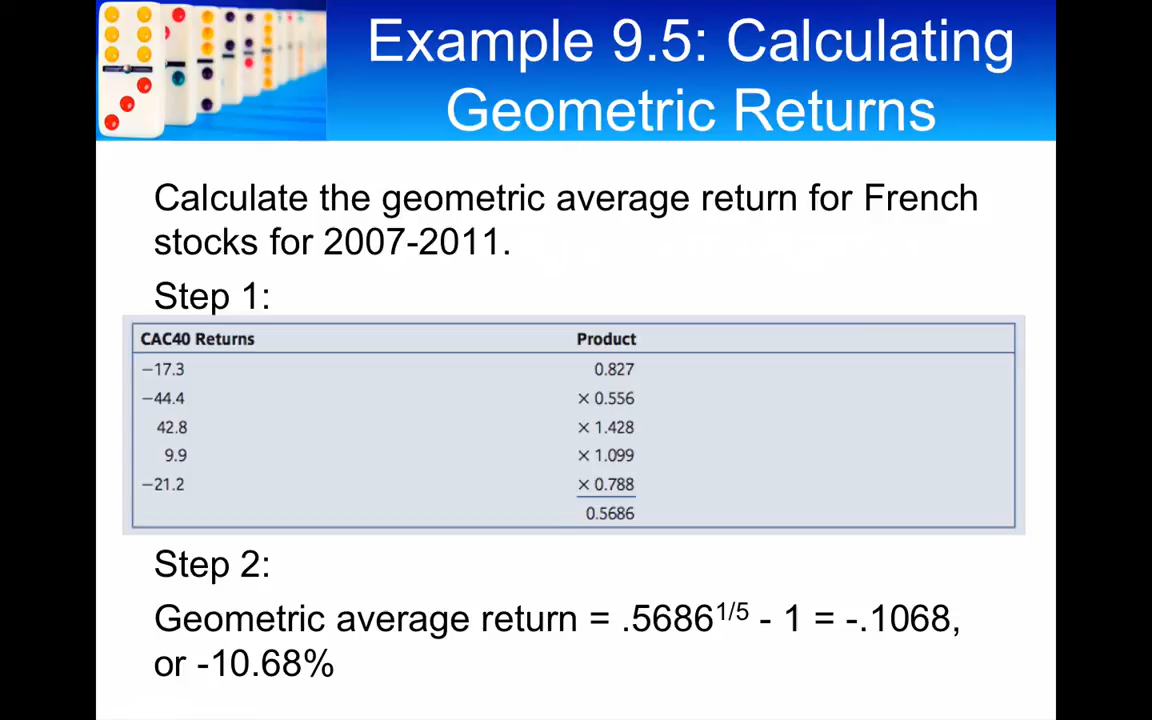 Example 9.5: Calculating
Geometric Returns
Calculate the geometric average return for French
stocks for 2007-2011.
Step 1:
CAC40 Returns Product
−17.3 0.827
−44.4 × 0.556
42.8 × 1.428
9.9 × 1.099
−21.2 × 0.788
0.5686
Step 2:
Geometric average return = .5686^1/5 - 1 = -.1068,
or -10.68%